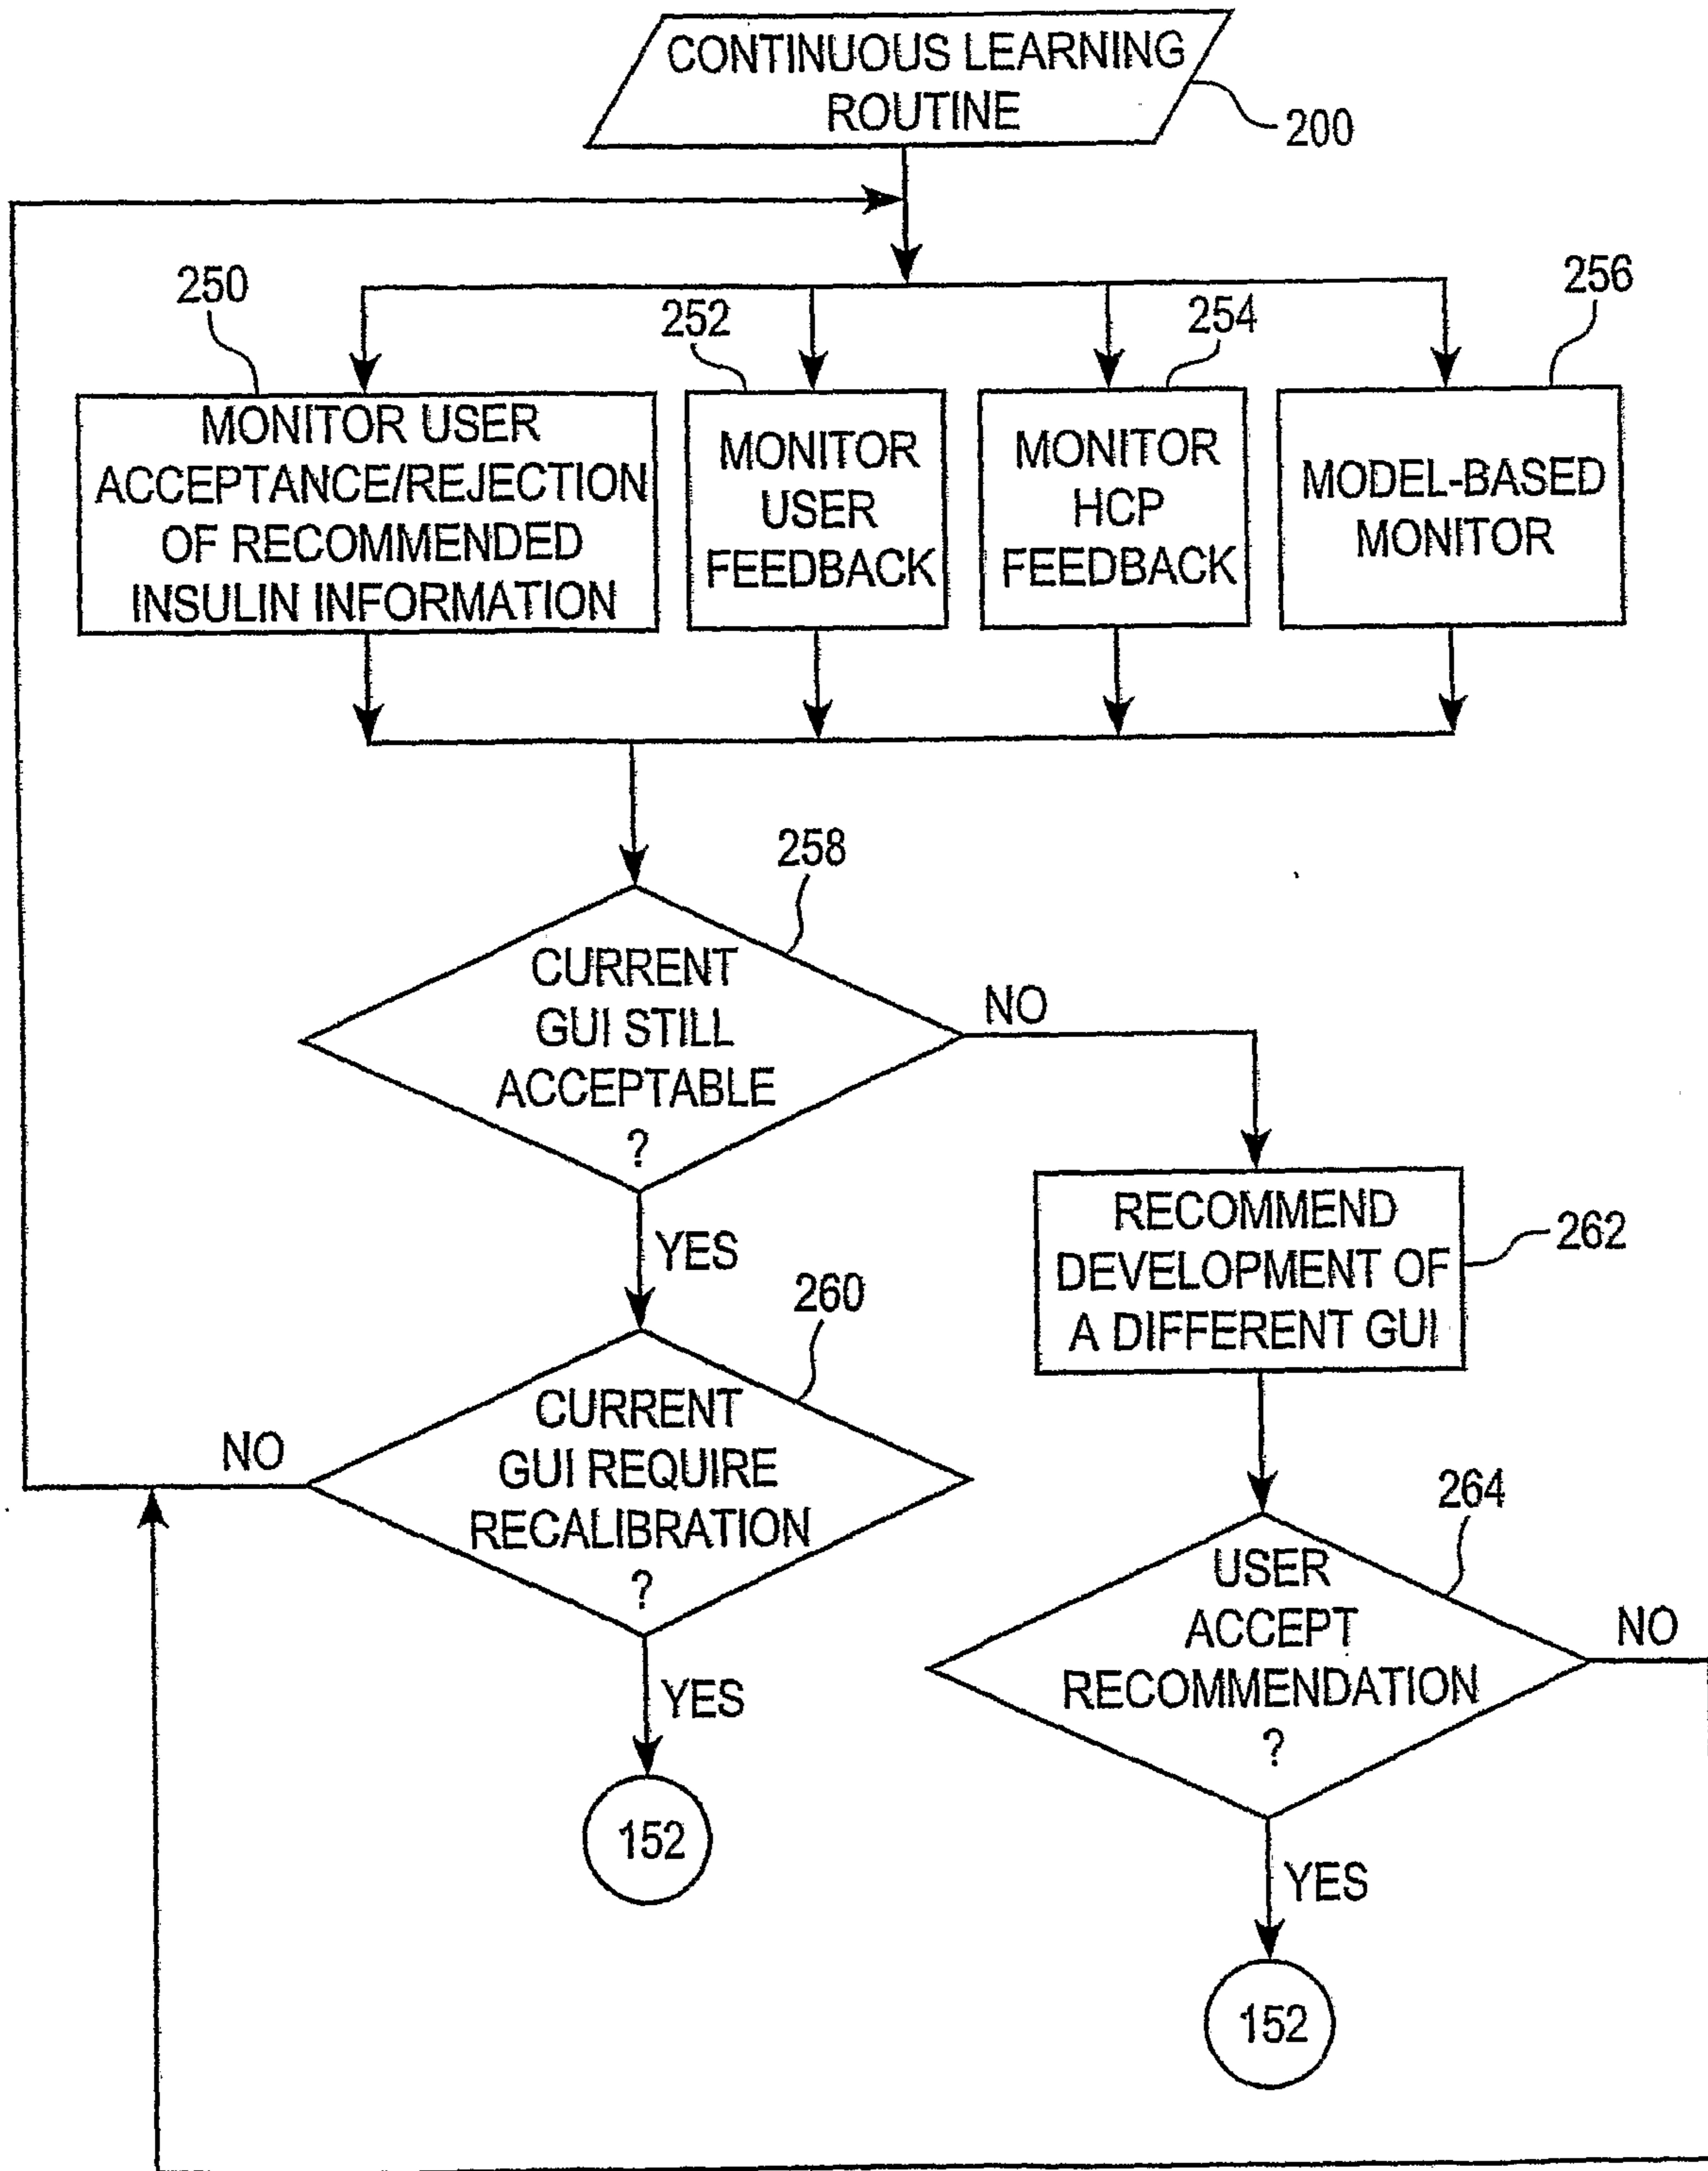 CONTINUOUS LEARNING
ROUTINE
200
250
252
254
256
MONITOR USER
ACCEPTANCE/REJECTION
OF RECOMMENDED
INSULIN INFORMATION
MONITOR
USER
FEEDBACK
MONITOR
HCP
FEEDBACK
MODEL-BASED
MONITOR
258
CURRENT
GUI STILL
ACCEPTABLE
?
NO
YES
RECOMMEND
DEVELOPMENT OF
A DIFFERENT GUI
262
260
CURRENT
GUI REQUIRE
RECALIBRATION
?
NO
YES
152
264
USER
ACCEPT
RECOMMENDATION
?
NO
YES
152